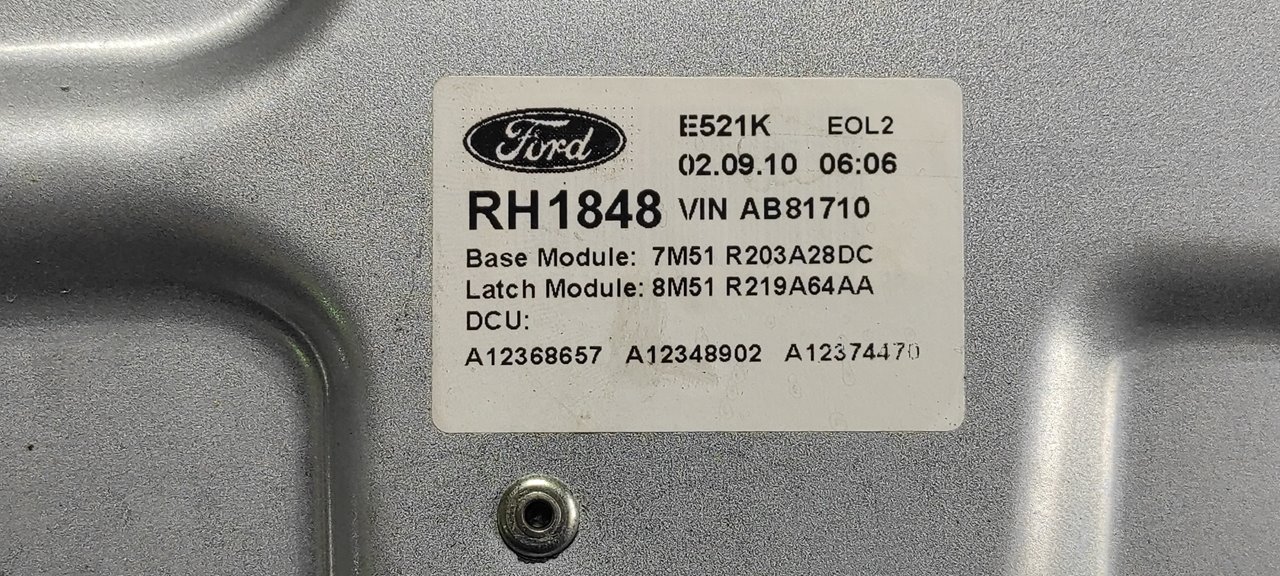 Ford
E521K EOL2
02.09.10 06:06
RH1848 VIN AB81710
Base Module: 7M51 R203A28DC
Latch Module: 8M51 R219A64AA
DCU:
A12368657 A12348902 A12374470